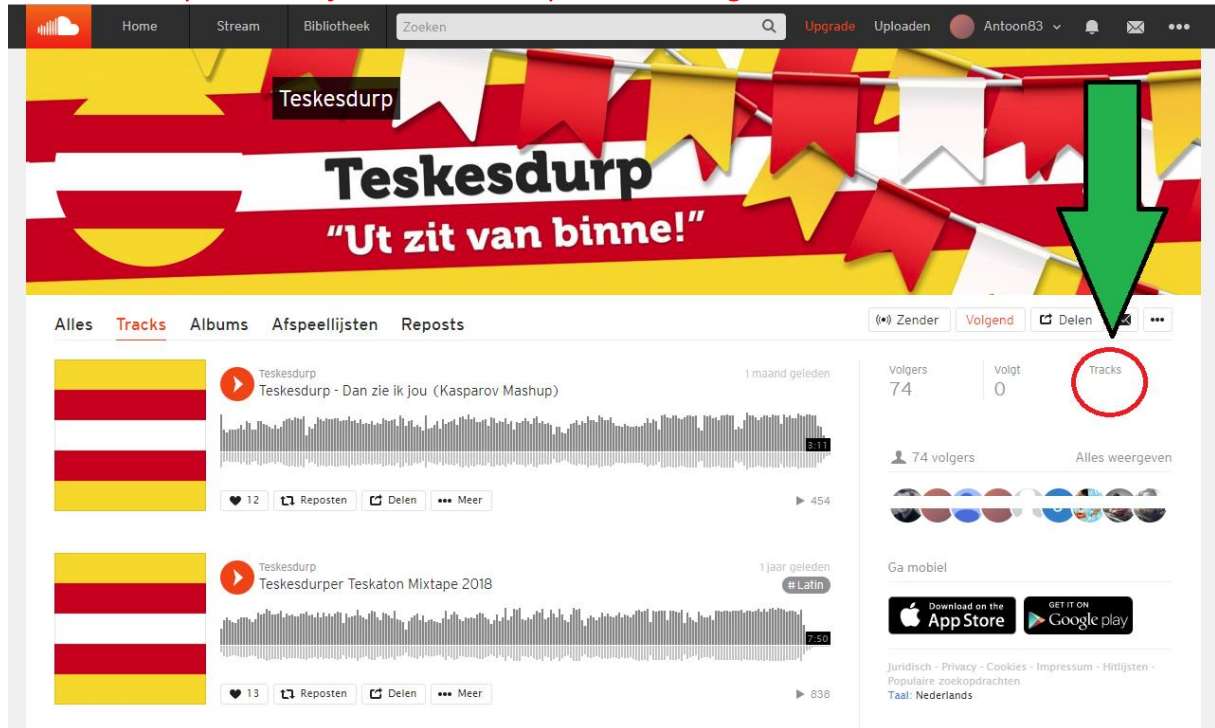 Home Stream Bibliotheek Zoeken Upgrade Uploaden Antoon83
Teskesdurp
Teskesdurp
"Ut zit van binne!"
Alles Tracks Albums Afspeellijsten Reposts Zender Volgend Delen
Teskesdurp 1 maand geleden
Teskesdurp - Dan zie ik jou (Kasparov Mashup)
3:11
12 Reposten Delen Meer 454
Teskesdurp 1 jaar geleden
Teskesdurper Teskaton Mixtape 2018 #Latin
7:50
13 Reposten Delen Meer 838
Volgers Volgt Tracks
74 0
74 volgers Alles weergeven
Ga mobiel
Download on the App Store
GET IT ON Google play
Juridisch - Privacy - Cookies - Impressum - Hitlijsten -
Populaire zoekopdrachten
Taal: Nederlands